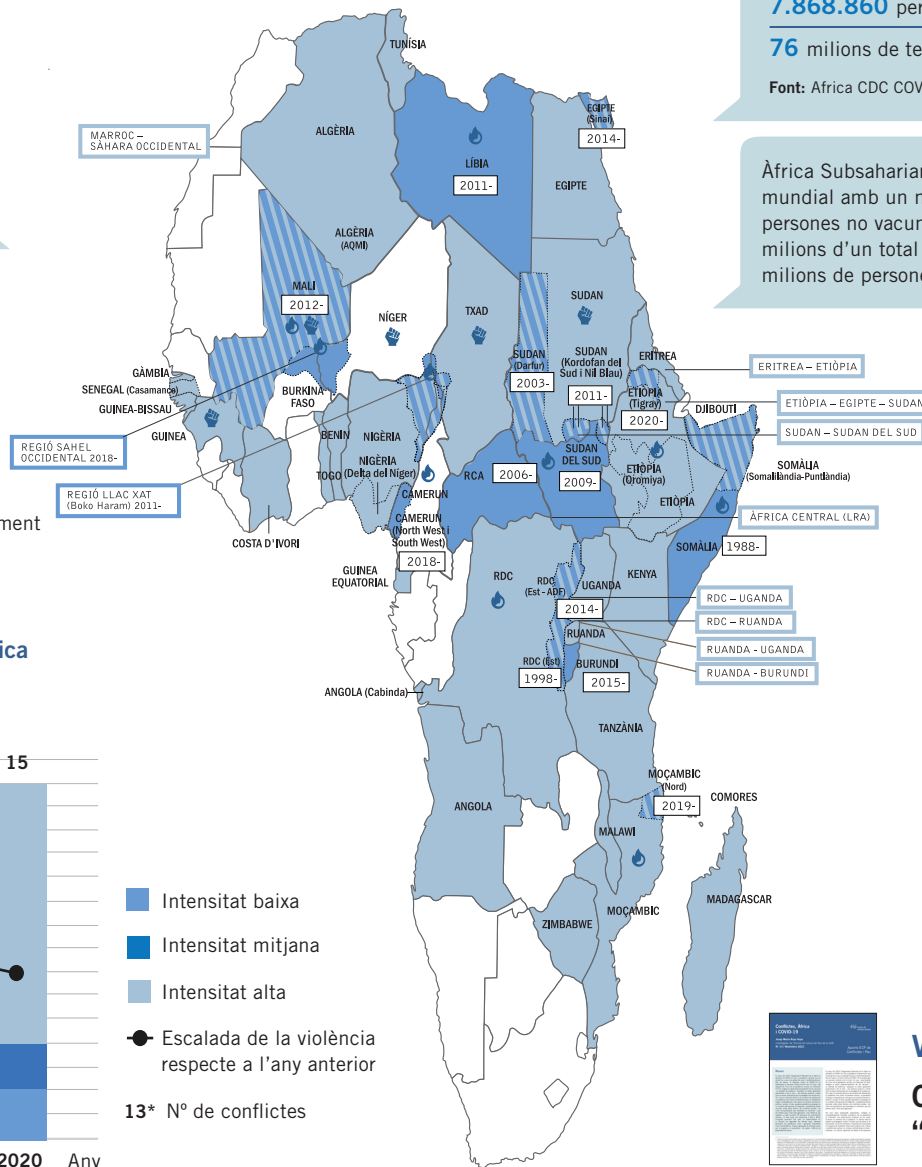 7.868.860
76 milions de
Font: Africa CDC
Àfrica
mundial amb un
persones no
milions d'un total
milions de
TUNÍSIA
ALGÈRIA
MARROC –
SÀHARA OCCIDENTAL
LÍBIA
2011-
EGIPTE
(Sinaí)
2014-
EGIPTE
ALGÈRIA
(AQMI)
MALI
2012-
NÍGER
TXAD
SUDAN
SUDAN
(Darfur)
2003-
SUDAN
(Kordofan del
Sud i Nil Blau)
2011-
ERITREA
ERITREA – ETIÒPIA
ETIÒPIA
(Tigray)
2020-
DJIBOUTI
ETIÒPIA – EGIPTE – SUDAN
SUDAN – SUDAN DEL SUD
GÀMBIA
SENEGAL (Casamance)
GUINEA-BISSAU
GUINEA
BURKINA
FASO
BENÍN
NIGÈRIA
TOGO
NIGÈRIA
(Delta del Níger)
REGIÓ SAHEL
OCCIDENTAL 2018-
REGIÓ LLAC XAT
(Boko Haram) 2011-
COSTA D'IVORI
CAMERUN
CAMERUN
(North West i
South West)
2018-
RCA
2006-
SUDAN
DEL SUD
2009-
ETIÒPIA
(Oromiya)
ETIÒPIA
SOMÀLIA
(Somalilàndia-Puntlàndia)
ÀFRICA CENTRAL (LRA)
SOMÀLIA
1988-
GUINEA
EQUATORIAL
RDC
RDC
(Est - ADF)
2014-
UGANDA
KENYA
RDC – UGANDA
RDC – RUANDA
RUANDA - UGANDA
RUANDA - BURUNDI
RUANDA
RDC (Est)
1998-
BURUNDI
2015-
ANGOLA (Cabinda)
TANZÀNIA
ANGOLA
MOÇAMBIC
(Nord)
2019-
COMORES
MALAWI
MOÇAMBIC
ZIMBABWE
MADAGASCAR
15
2020 Any
Intensitat baixa
Intensitat mitjana
Intensitat alta
Escalada de la violència
respecte a l'any anterior
13* Nº de conflictes
Conflictes, Àfrica
i COVID-19